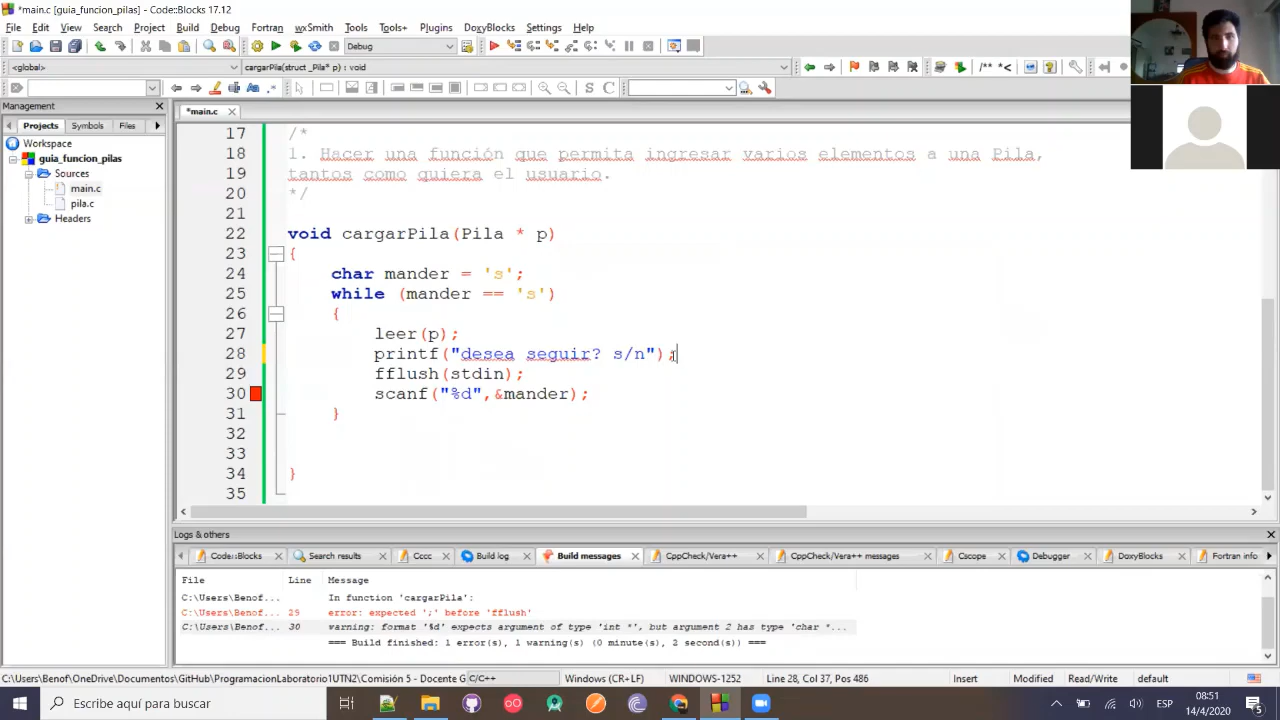 *main.c [guia_funcion_pilas] - Code::Blocks 17.12
File Edit View Search Project Build Debug Fortran wxSmith Tools Tools+ Plugins DoxyBlocks Settings Help
Debug
<global> cargarPila(struct _Pila* p) : void
/** *<
S C
Management *main.c
Projects Symbols Files
Workspace
guia_funcion_pilas
Sources
main.c
pila.c
Headers
17 /*
18 1. Hacer una función que permita ingresar varios elementos a una Pila,
19 tantos como quiera el usuario.
20 */
21
22 void cargarPila(Pila * p)
23 {
24 char mander = 's';
25 while (mander == 's')
26 {
27 leer(p);
28 printf("desea seguir? s/n");
29 fflush(stdin);
30 scanf("%d",&mander);
31 }
32
33
34 }
35
Logs & others
Code::Blocks Search results Cccc Build log Build messages CppCheck/Vera++ CppCheck/Vera++ messages Cscope Debugger DoxyBlocks Fortran info
File Line Message
C:\Users\Benof... In function 'cargarPila':
C:\Users\Benof... 29 error: expected ';' before 'fflush'
C:\Users\Benof... 30 warning: format '%d' expects argument of type 'int *', but argument 2 has type 'char *...
=== Build finished: 1 error(s), 1 warning(s) (0 minute(s), 2 second(s)) ===
C:\Users\Benof\OneDrive\Documentos\GitHub\ProgramacionLaboratorio1UTN2\Comisión 5 - Docente G C/C++ Windows (CR+LF) WINDOWS-1252 Line 28, Col 37, Pos 486 Insert Modified Read/Write default
Escribe aquí para buscar
ESP
08:51
14/4/2020
5